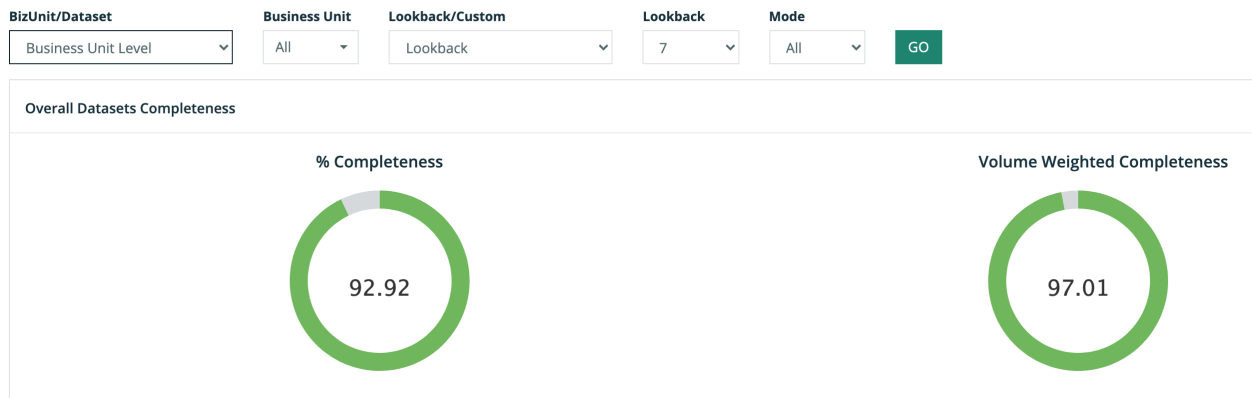 BizUnit/Dataset Business Unit Lookback/Custom Lookback Mode
Business Unit Level All Lookback 7 All GO
Overall Datasets Completeness
% Completeness Volume Weighted Completeness
92.92 97.01